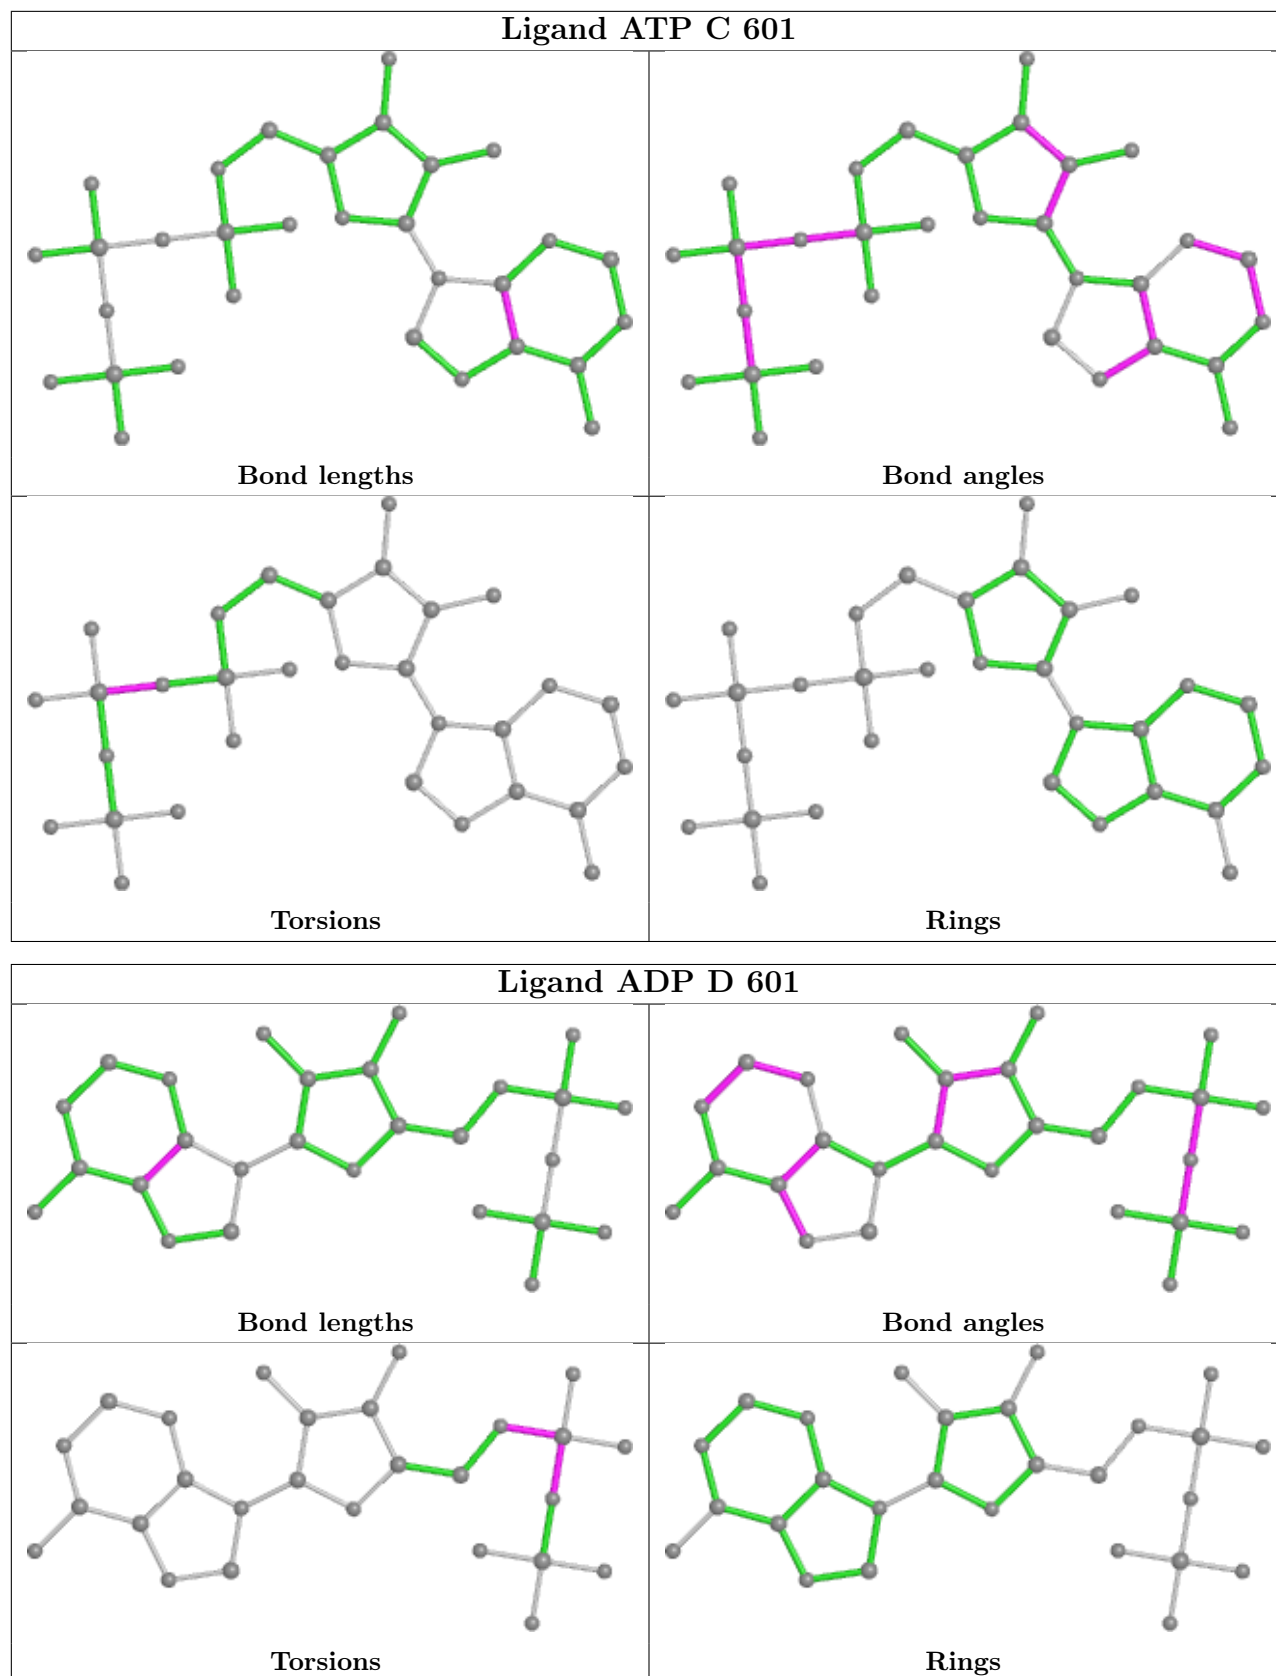 Ligand ATP C 601
Bond lengths
Bond angles
Torsions
Rings
Ligand ADP D 601
Bond lengths
Bond angles
Torsions
Rings